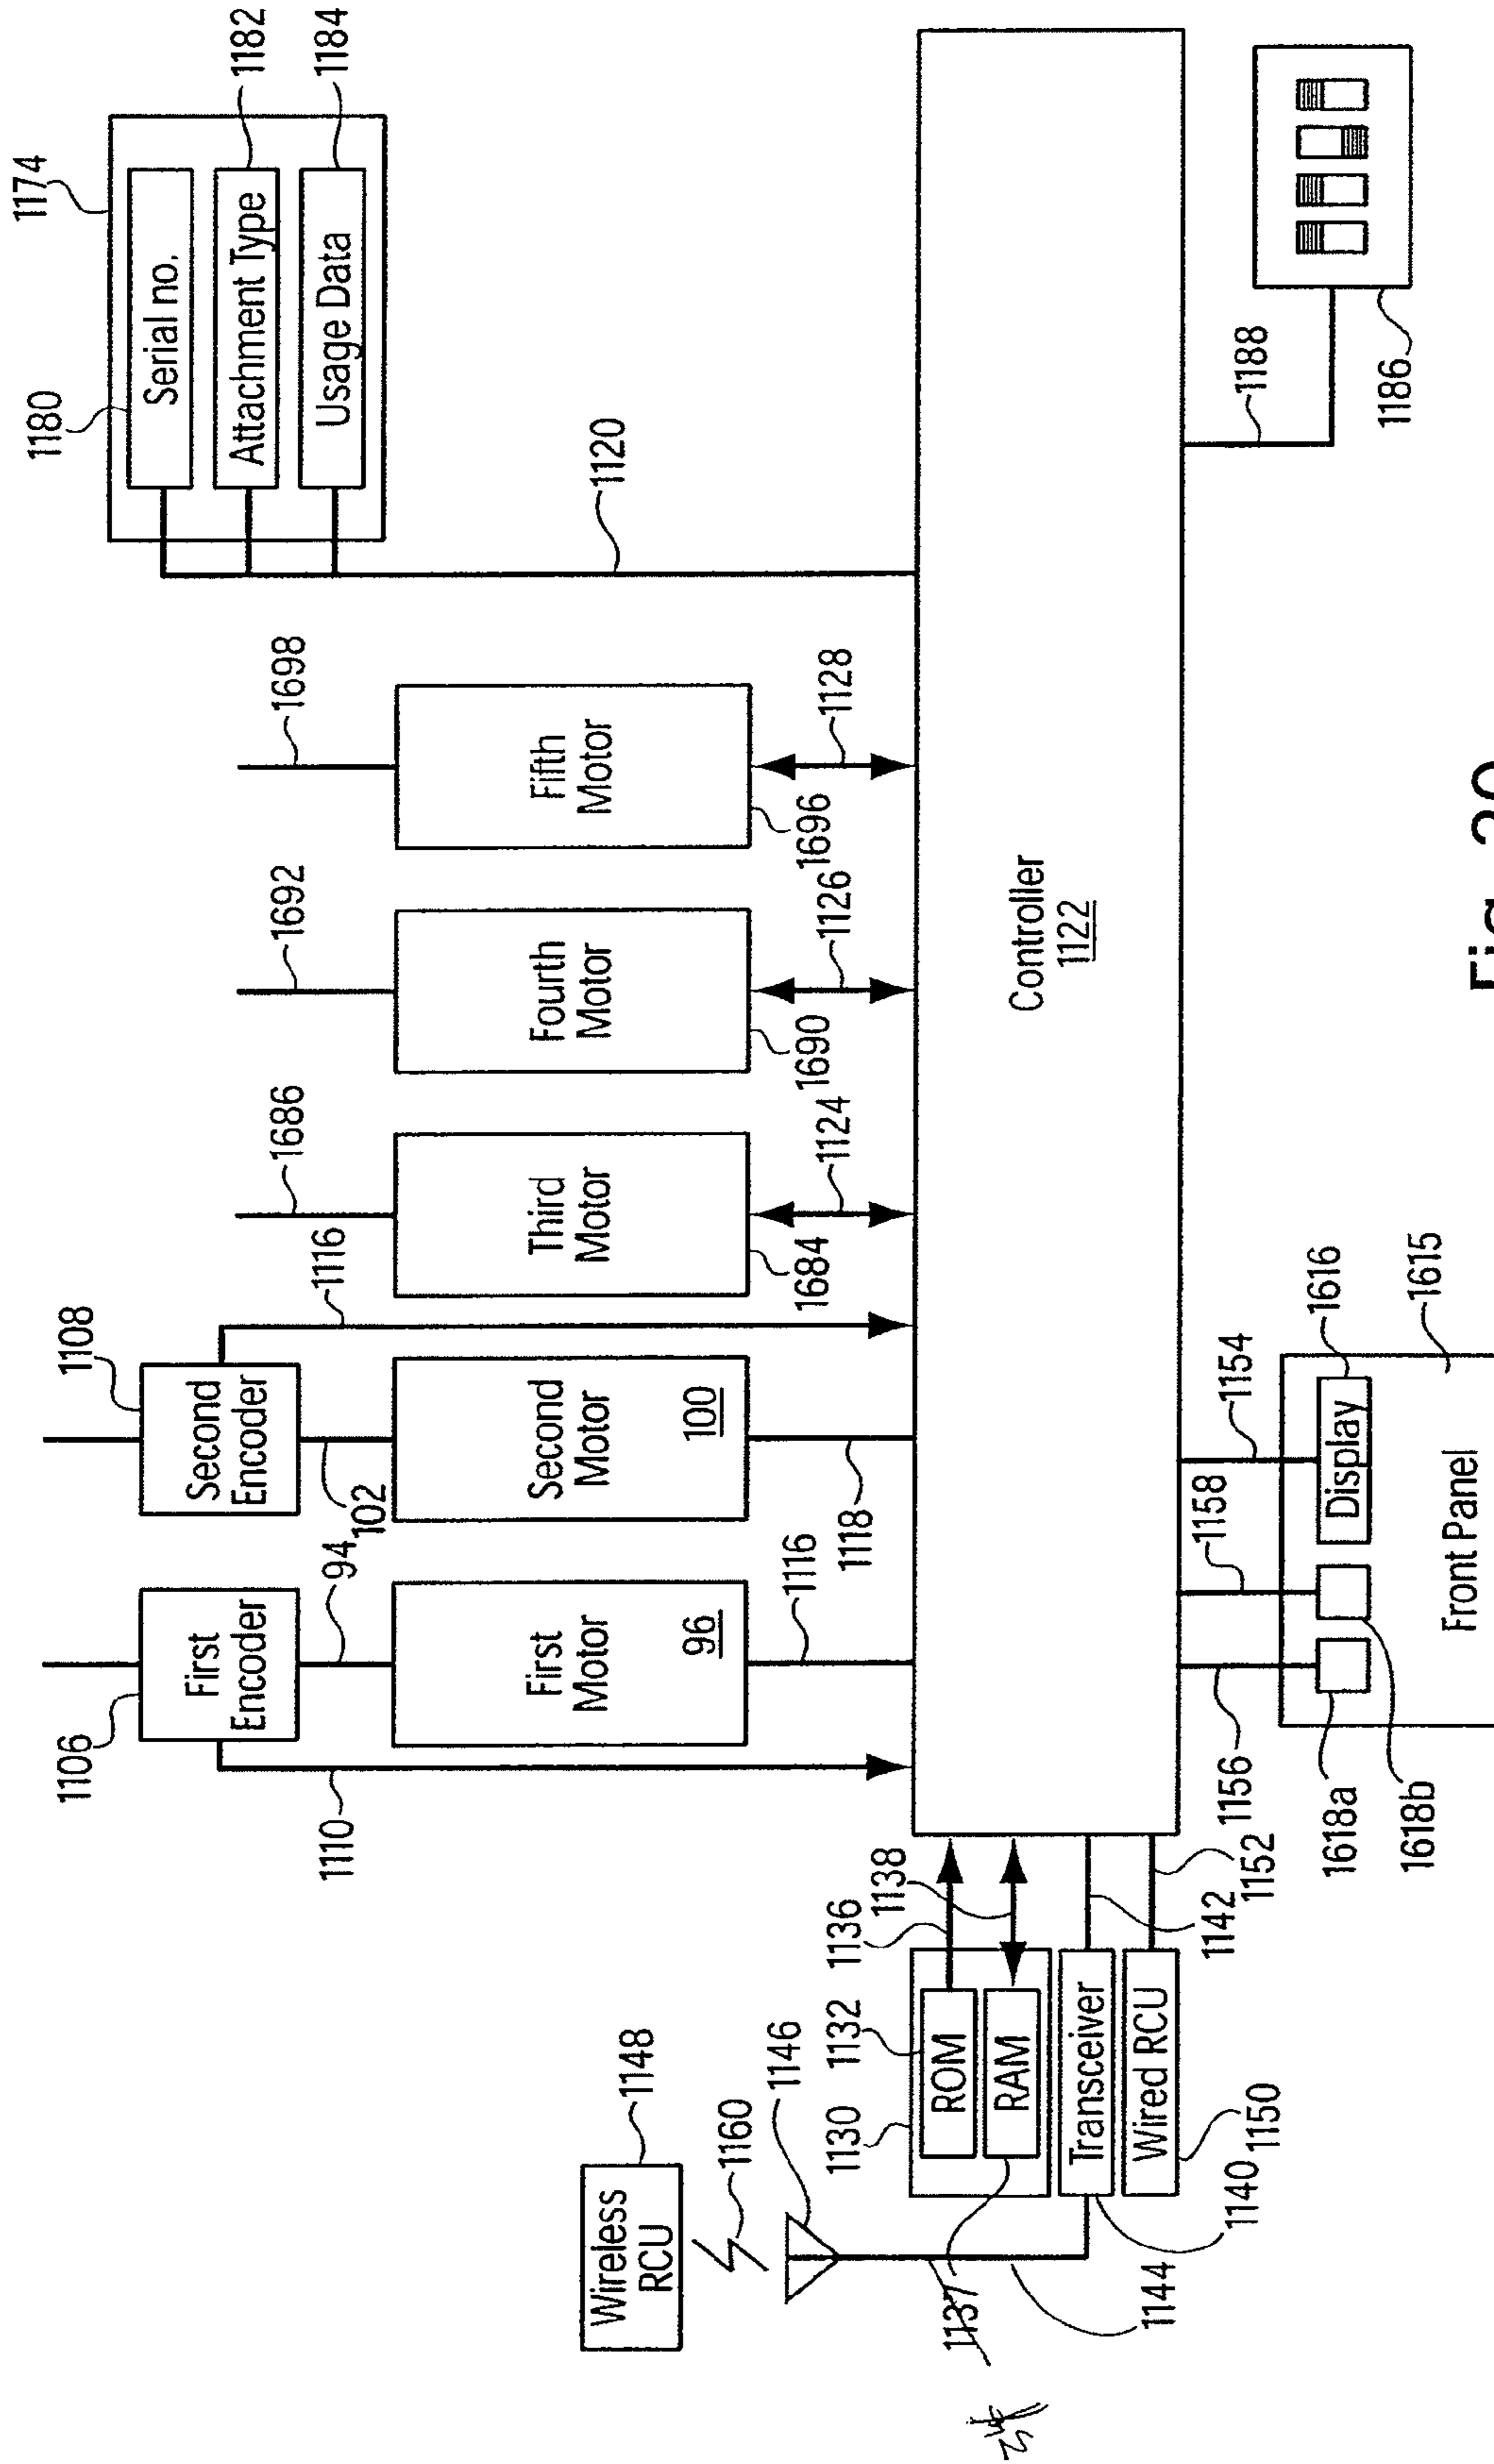 1174
1180
Serial no.
1182
Attachment Type
1184
Usage Data
1120
1698
Fifth
Motor
1696
1128
1692
Fourth
Motor
1690
1126
1686
Third
Motor
1684
1124
1108
Second
Encoder
1116
102
Second
Motor
100
1118
1106
First
Encoder
94
1110
First
Motor
96
1116
Controller
1122
1188
1186
Wireless
RCU
1148
1160
1146
1130
1132
ROM
RAM
1136
1138
1137
1144
Transceiver
1140
1142
Wired RCU
1150
1152
1156
1158
1154
1618a
1618b
Display
1616
1615
Front Panel